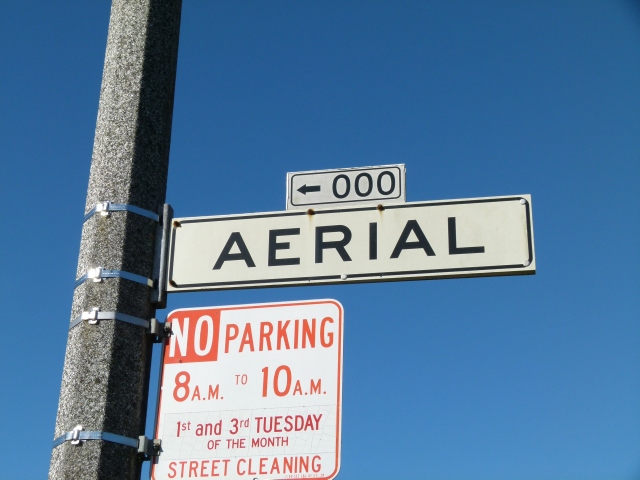 ← 000
AERIAL
NO PARKING
8 A.M. TO 10 A.M.
1st and 3rd TUESDAY
OF THE MONTH
STREET CLEANING